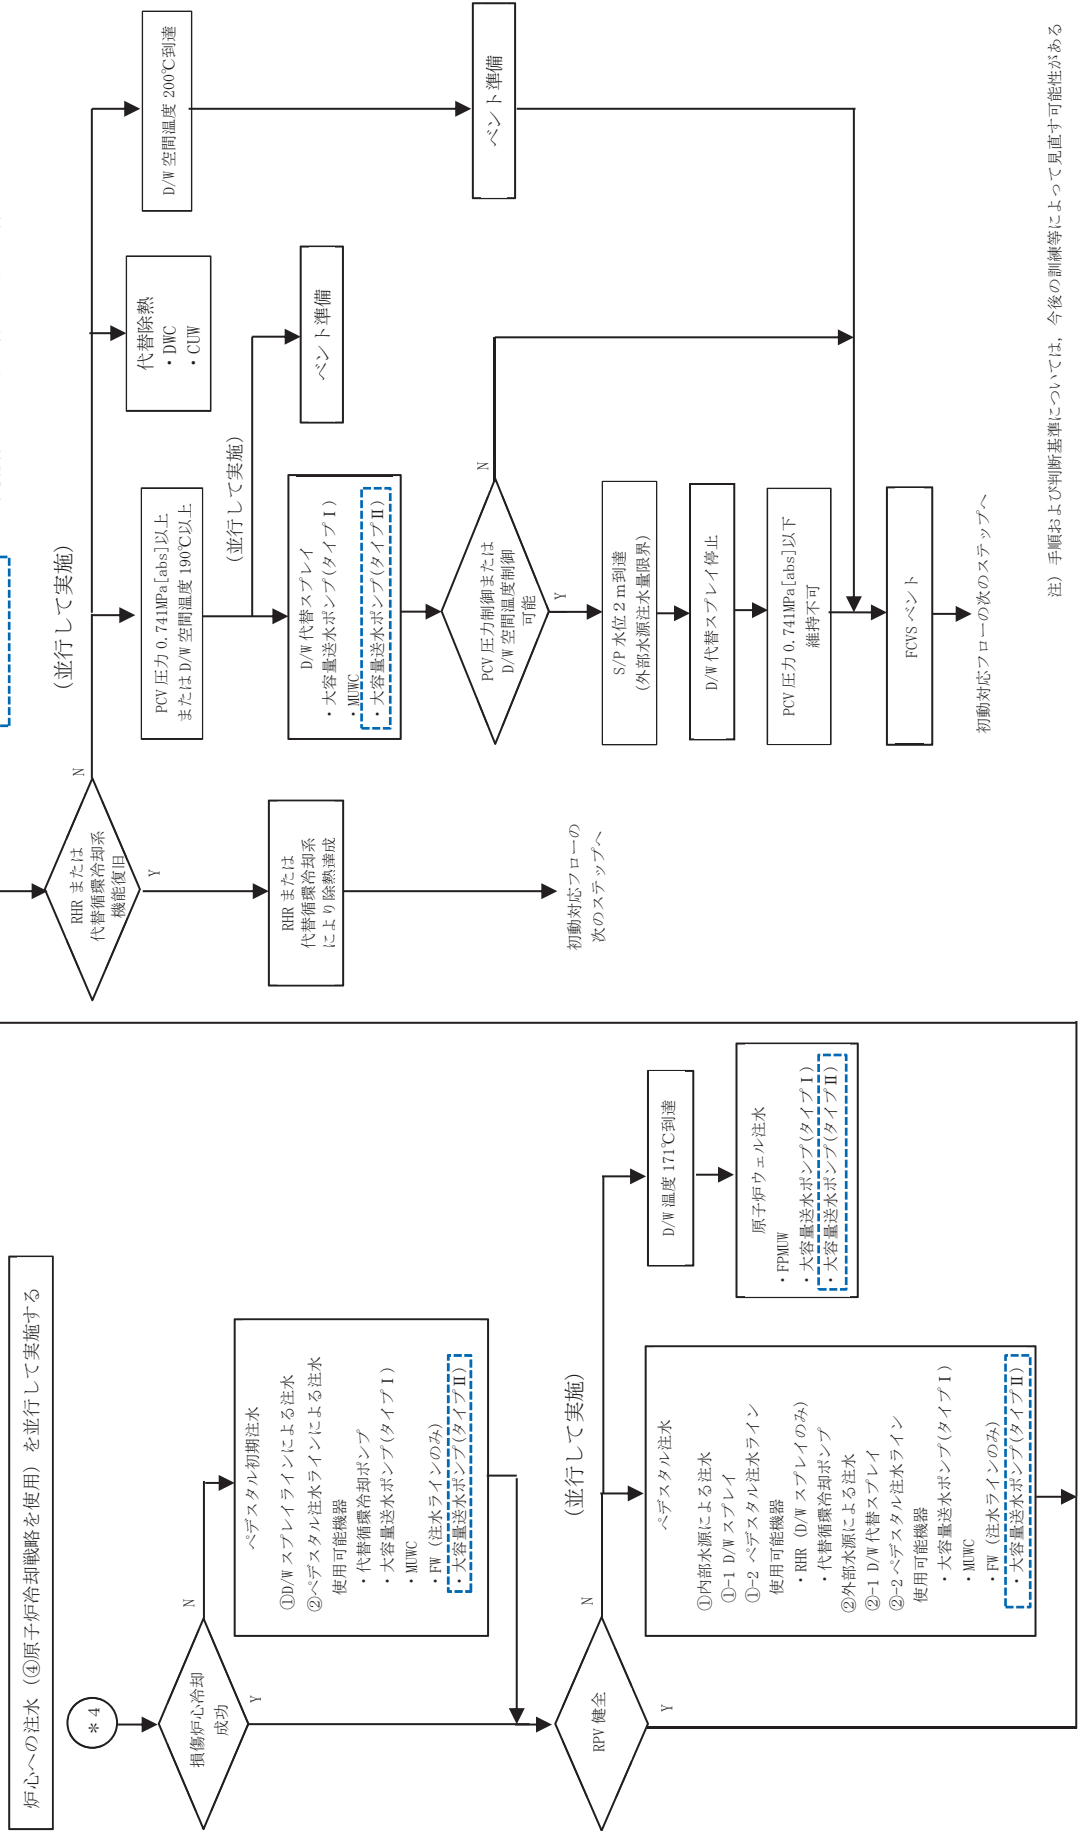 炉心への注水（④原子炉冷却戦略を使用）を並行して実施する
＊4
損傷炉心冷却
成功
N
Y
ペデスタル初期注水
①D/W スプレイラインによる注水
②ペデスタル注水ラインによる注水
使用可能機器
・代替循環冷却ポンプ
・大容量送水ポンプ(タイプⅠ)
・MUWC
・FW（注水ラインのみ）
・大容量送水ポンプ(タイプⅡ)
RPV 健全
N
Y
(並行して実施)
ペデスタル注水
①内部水源による注水
①-1 D/W スプレイ
①-2 ペデスタル注水ライン
使用可能機器
・RHR（D/W スプレイのみ）
・代替循環冷却ポンプ
②外部水源による注水
②-1 D/W 代替スプレイ
②-2 ペデスタル注水ライン
使用可能機器
・大容量送水ポンプ(タイプⅠ)
・MUWC
・FW（注水ラインのみ）
・大容量送水ポンプ(タイプⅡ)
D/W 温度 171℃到達
原子炉ウェル注水
・FPMUW
・大容量送水ポンプ(タイプⅠ)
・大容量送水ポンプ(タイプⅡ)
RHR または
代替循環冷却系
機能復旧
N
Y
RHR または
代替循環冷却系
により除熱達成
初動対応フローの
次のステップへ
(並行して実施)
PCV 圧力 0.741MPa[abs]以上
または D/W 空間温度 190℃以上
(並行して実施)
D/W 代替スプレイ
・大容量送水ポンプ(タイプⅠ)
・MUWC
・大容量送水ポンプ(タイプⅡ)
ベント準備
代替除熱
・DWC
・CUW
D/W 空間温度 200℃到達
ベント準備
PCV 圧力制御または
D/W 空間温度制御
可能
N
Y
S/P 水位 2m到達
(外部水源注水量限界)
D/W 代替スプレイ停止
PCV 圧力 0.741MPa[abs]以下
維持不可
FCVS ベント
初動対応フローの次のステップへ
注）手順および判断基準については，今後の訓練等によって見直す可能性がある